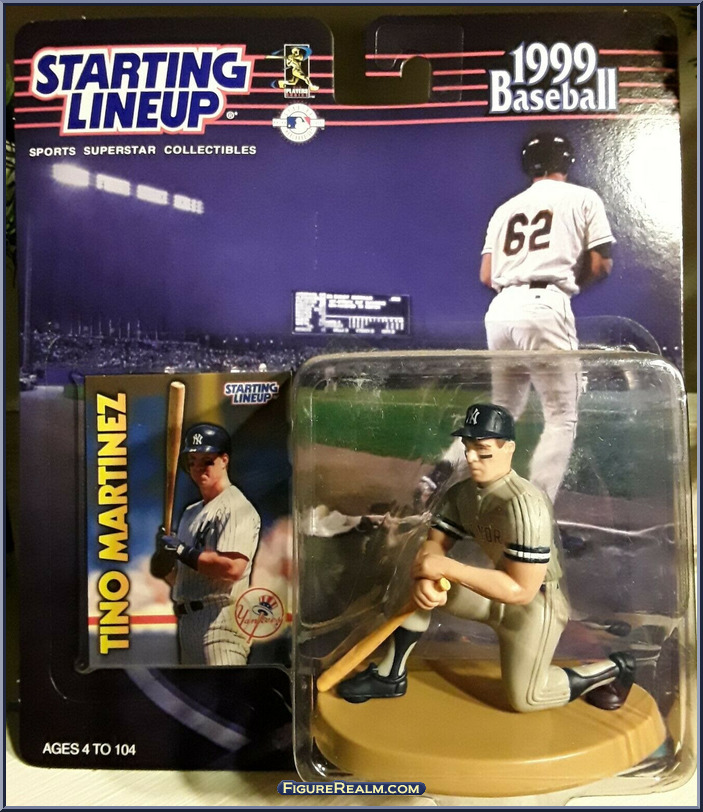 STARTING
LINEUP®
SPORTS SUPERSTAR COLLECTIBLES
1999
Baseball
62
STARTING
LINEUP
TINO MARTINEZ
NY
NY
Yankees
AGES 4 TO 104
FIGUREREALM.COM